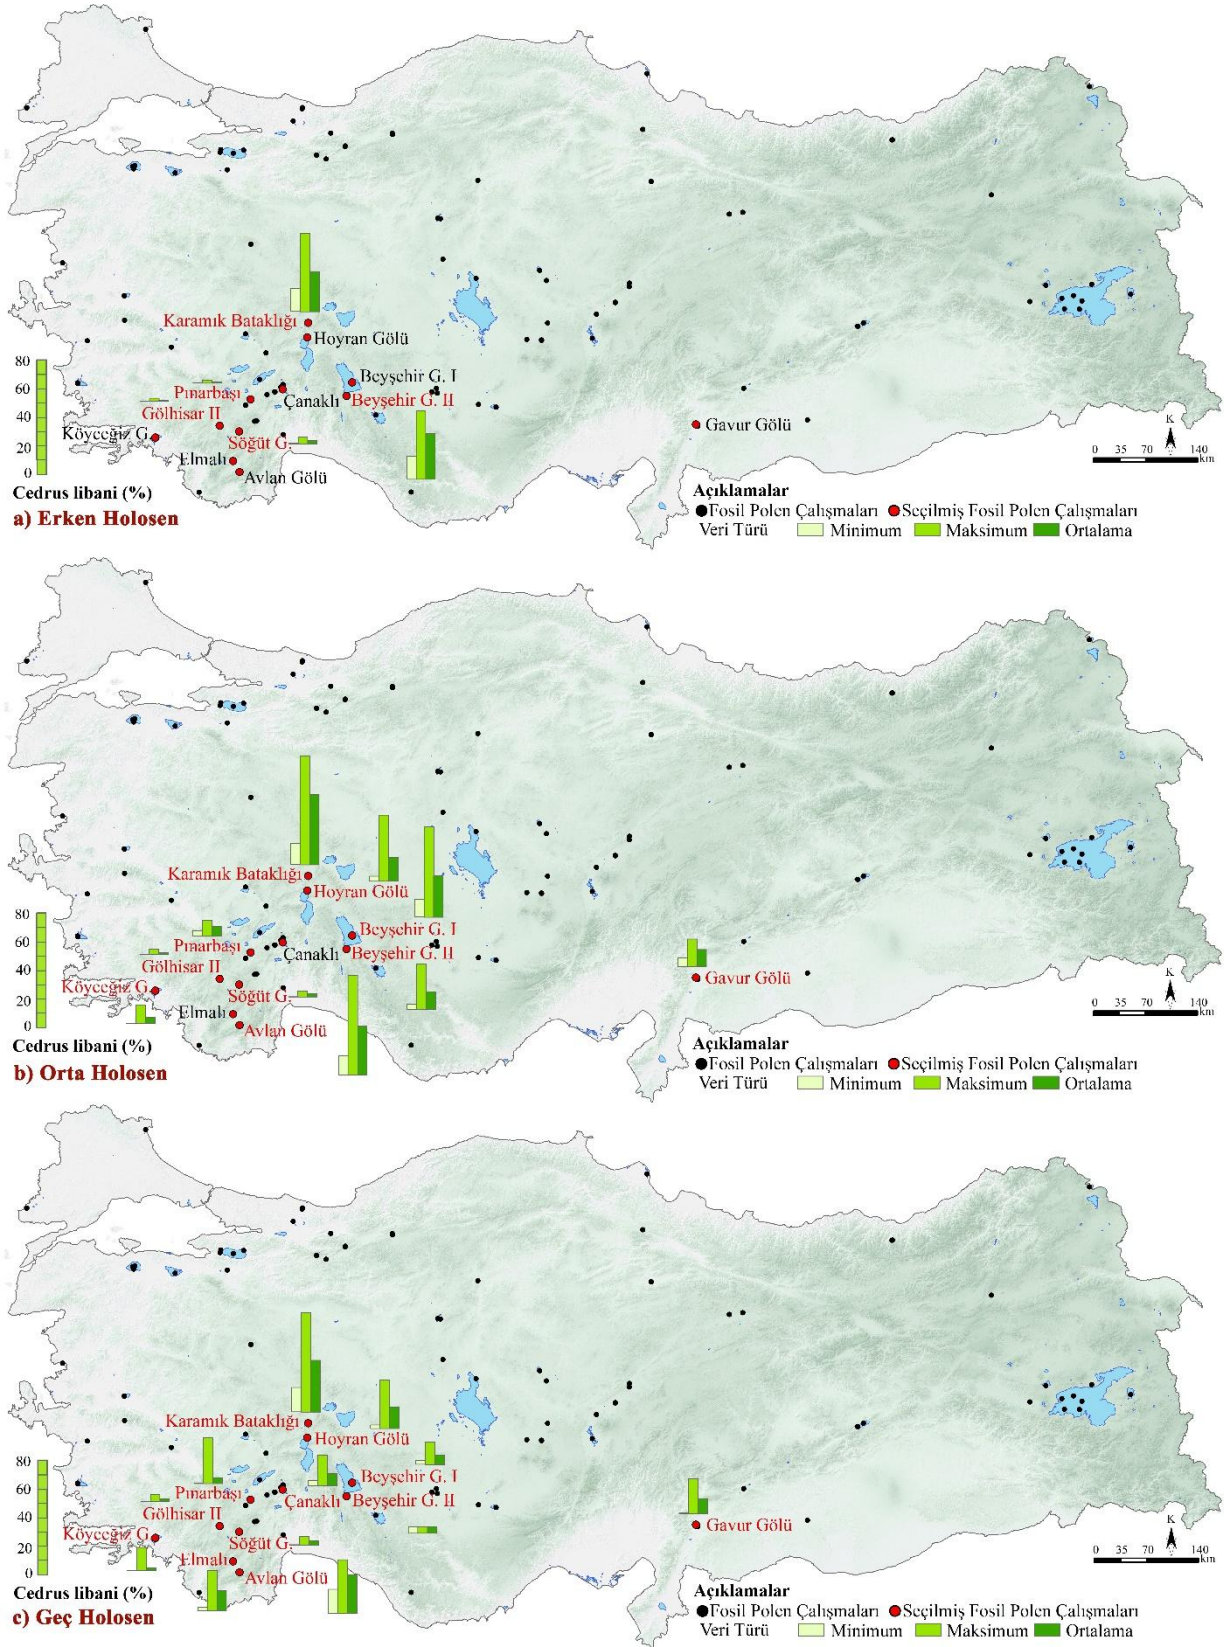 Karamık Bataklığı
Hoyran Gölü
80
60
40
20
0
Pınarbaşı
Beyşehir G. I
Çanaklı
Beyşehir G. II
Gölhisar II
Köyceğiz G.
Söğüt G.
Gavur Gölü
Elmalı
Avlan Gölü
K
0 35 70 140
km
Cedrus libani (%)
a) Erken Holosen
Açıklamalar
Fosil Polen Çalışmaları Seçilmiş Fosil Polen Çalışmaları
Veri Türü Minimum Maksimum Ortalama
Karamık Bataklığı
Hoyran Gölü
80
60
40
20
0
Beyşehir G. I
Pınarbaşı
Çanaklı
Beyşehir G. II
Gölhisar II
Köyceğiz G.
Söğüt G.
Gavur Gölü
Elmalı
Avlan Gölü
K
0 35 70 140
km
Cedrus libani (%)
b) Orta Holosen
Açıklamalar
Fosil Polen Çalışmaları Seçilmiş Fosil Polen Çalışmaları
Veri Türü Minimum Maksimum Ortalama
Karamık Bataklığı
Hoyran Gölü
80
60
40
20
0
Beyşehir G. I
Pınarbaşı
Çanaklı
Beyşehir G. II
Gölhisar II
Köyceğiz G.
Söğüt G.
Gavur Gölü
Elmalı
Avlan Gölü
K
0 35 70 140
km
Cedrus libani (%)
c) Geç Holosen
Açıklamalar
Fosil Polen Çalışmaları Seçilmiş Fosil Polen Çalışmaları
Veri Türü Minimum Maksimum Ortalama